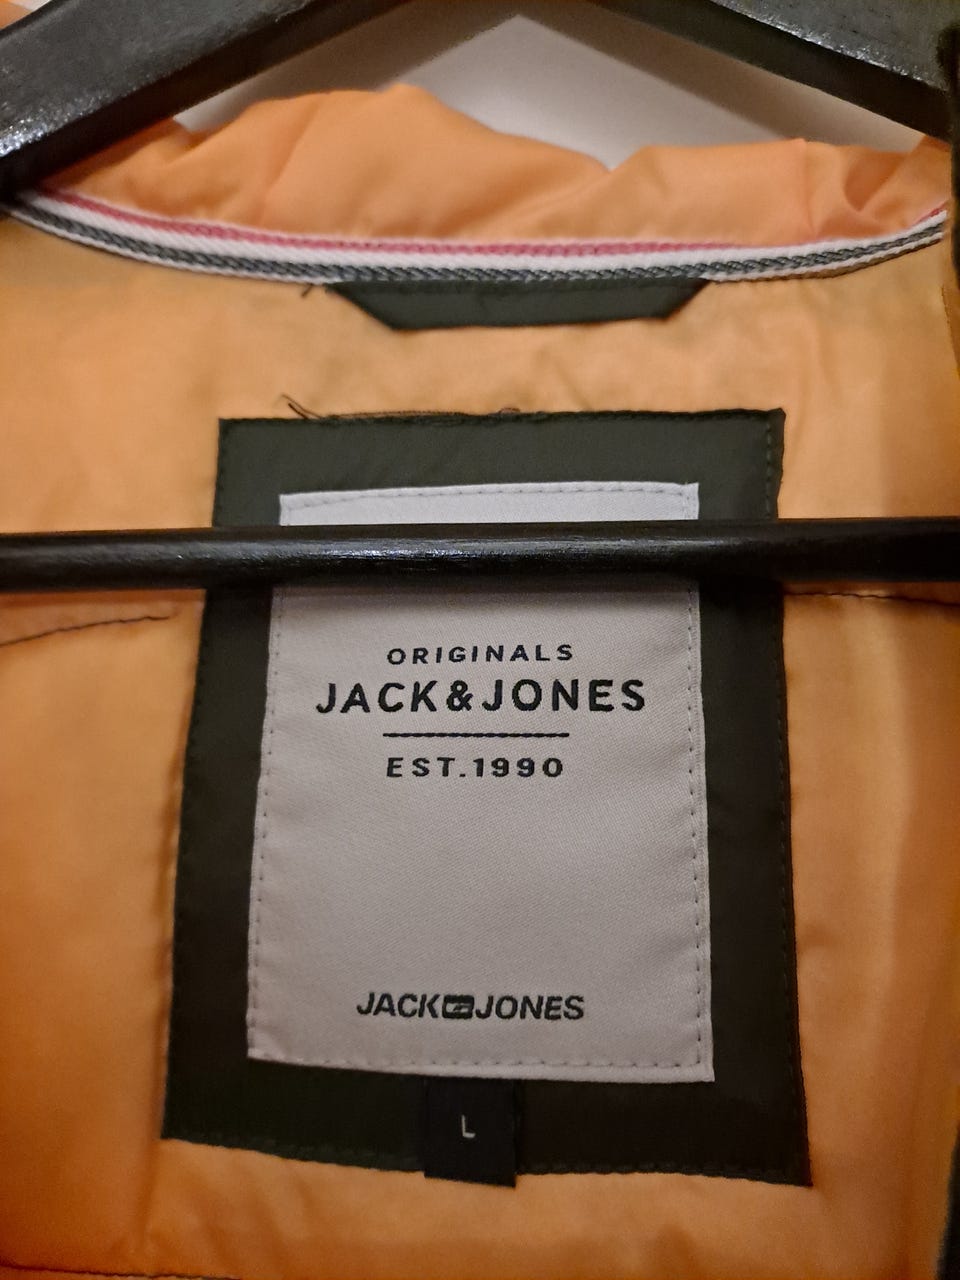 ORIGINALS
JACK&JONES
EST.1990
JACK JONES
L